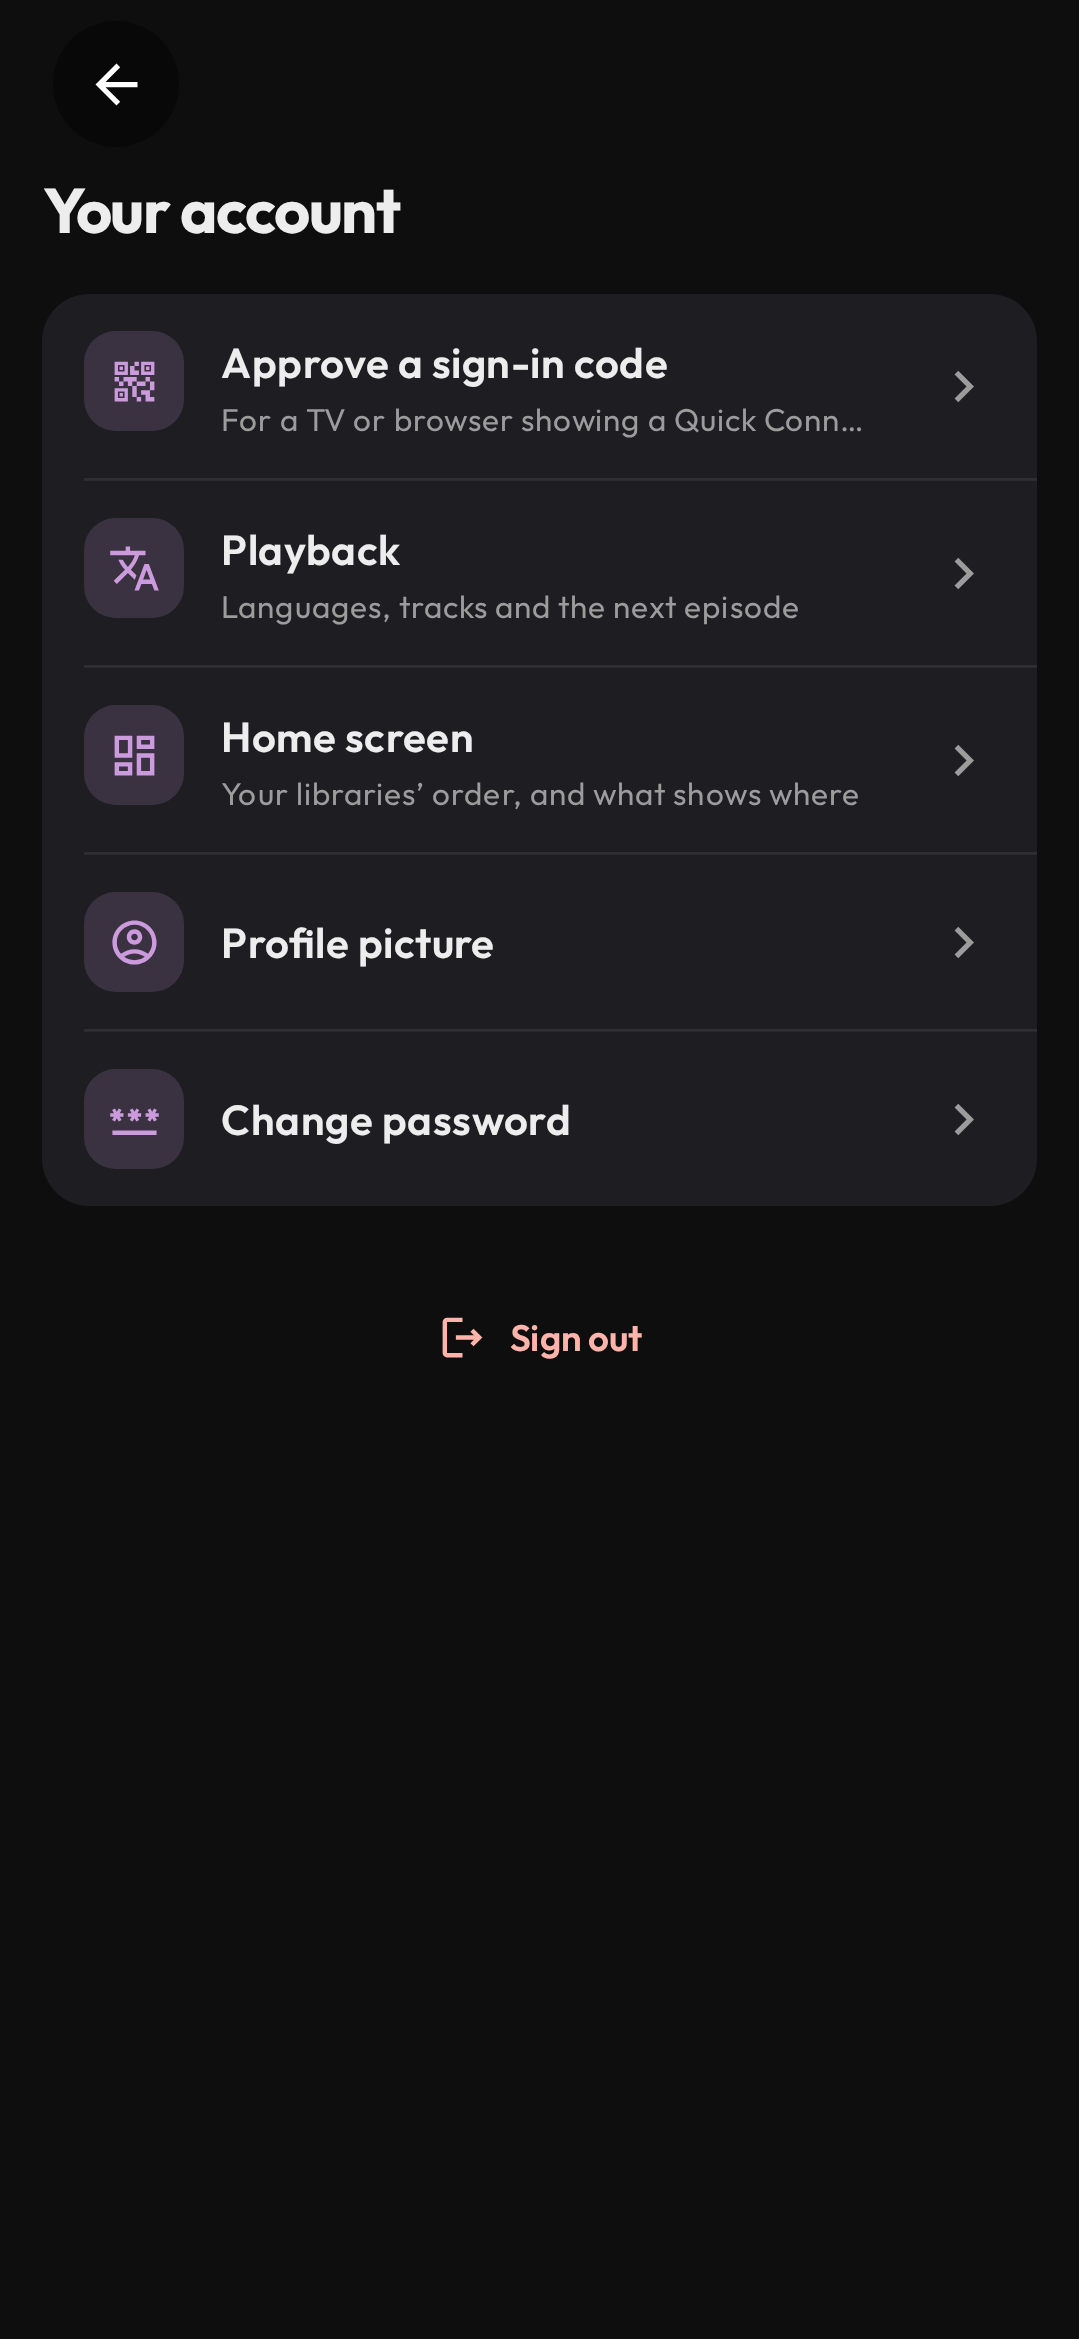 Your account
Approve a sign-in code
For a TV or browser showing a Quick Conn...
Playback
Languages, tracks and the next episode
Home screen
Your libraries’ order, and what shows where
Profile picture
Change password
Sign out